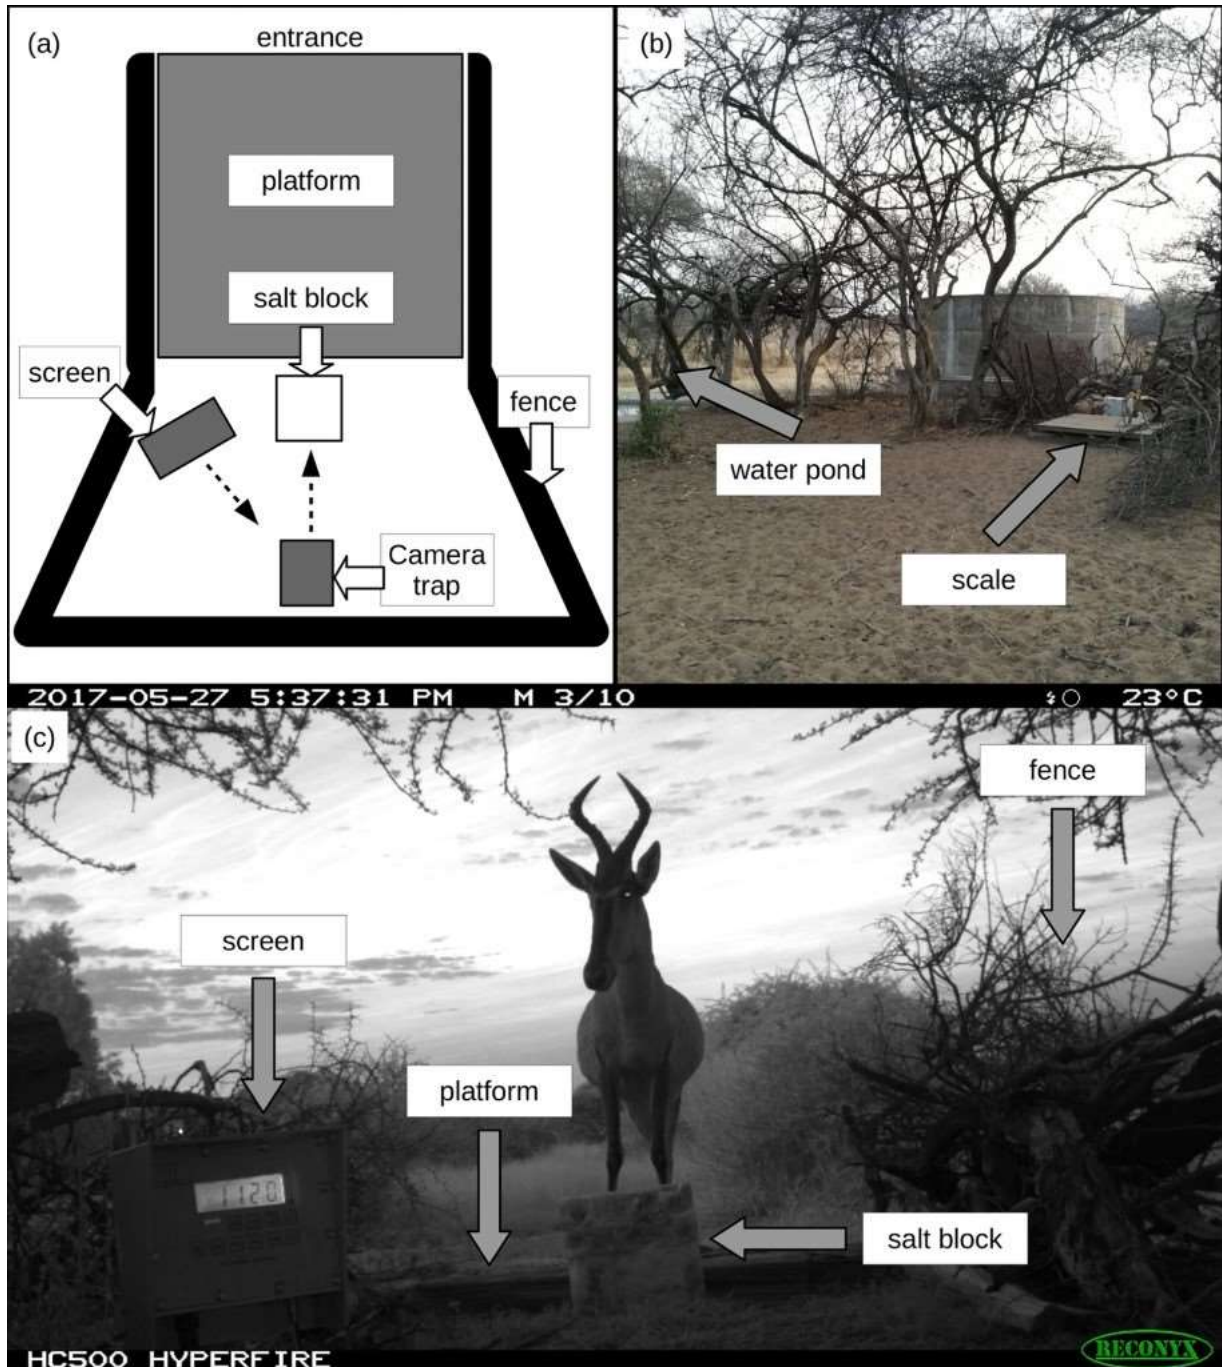 (a)
entrance
platform
salt block
screen
fence
Camera
trap
(b)
water pond
scale
2017-05-27 5:37:31 PM M 3/10 23°C
(c)
fence
screen
platform
1120
salt block
HC500 HYPERFIRE
RECONYX